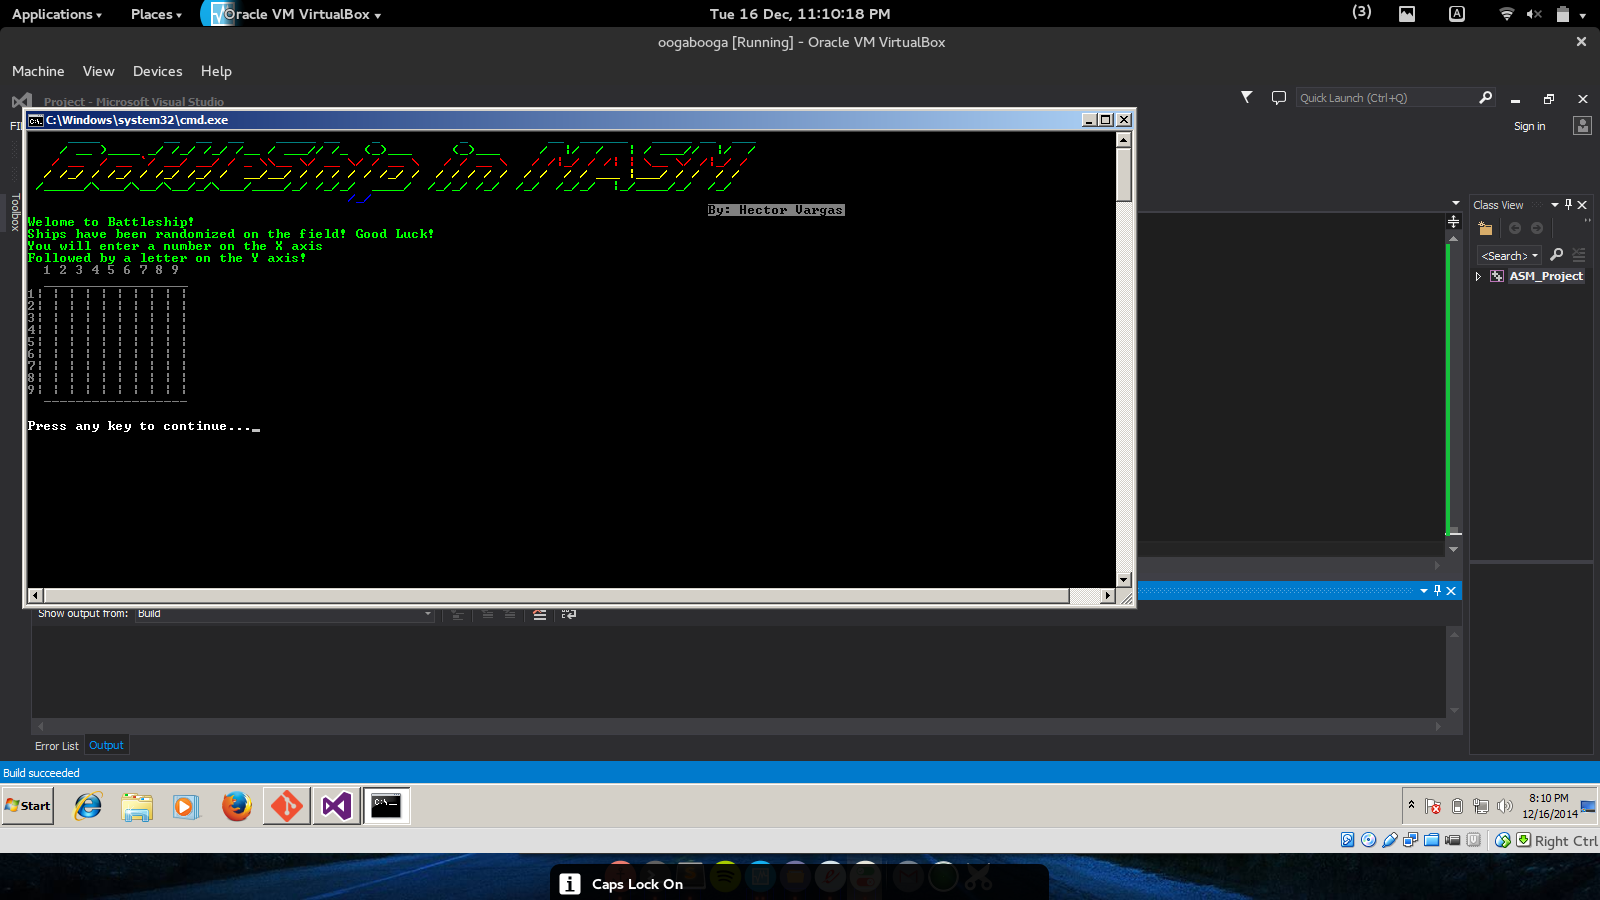 Applications Places Oracle VM VirtualBox Tue 16 Dec, 11:10:18 PM (3) A
oogabooga [Running] - Oracle VM VirtualBox
Machine View Devices Help
Project - Microsoft Visual Studio Quick Launch (Ctrl+Q)
C:\Windows\system32\cmd.exe
FI Sign in
Battleship in MASM
Toolbox
By: Hector Vargas
Class View
Welome to Battleship!
Ships have been randomized on the field! Good Luck!
You will enter a number on the X axis
Followed by a letter on the Y axis!
<Search>
1 2 3 4 5 6 7 8 9
ASM_Project
1
2
3
4
5
6
7
8
9
Press any key to continue..._
Show output from: Build
Error List Output
Build succeeded
Start
8:10 PM
12/16/2014
Right Ctrl
Caps Lock On